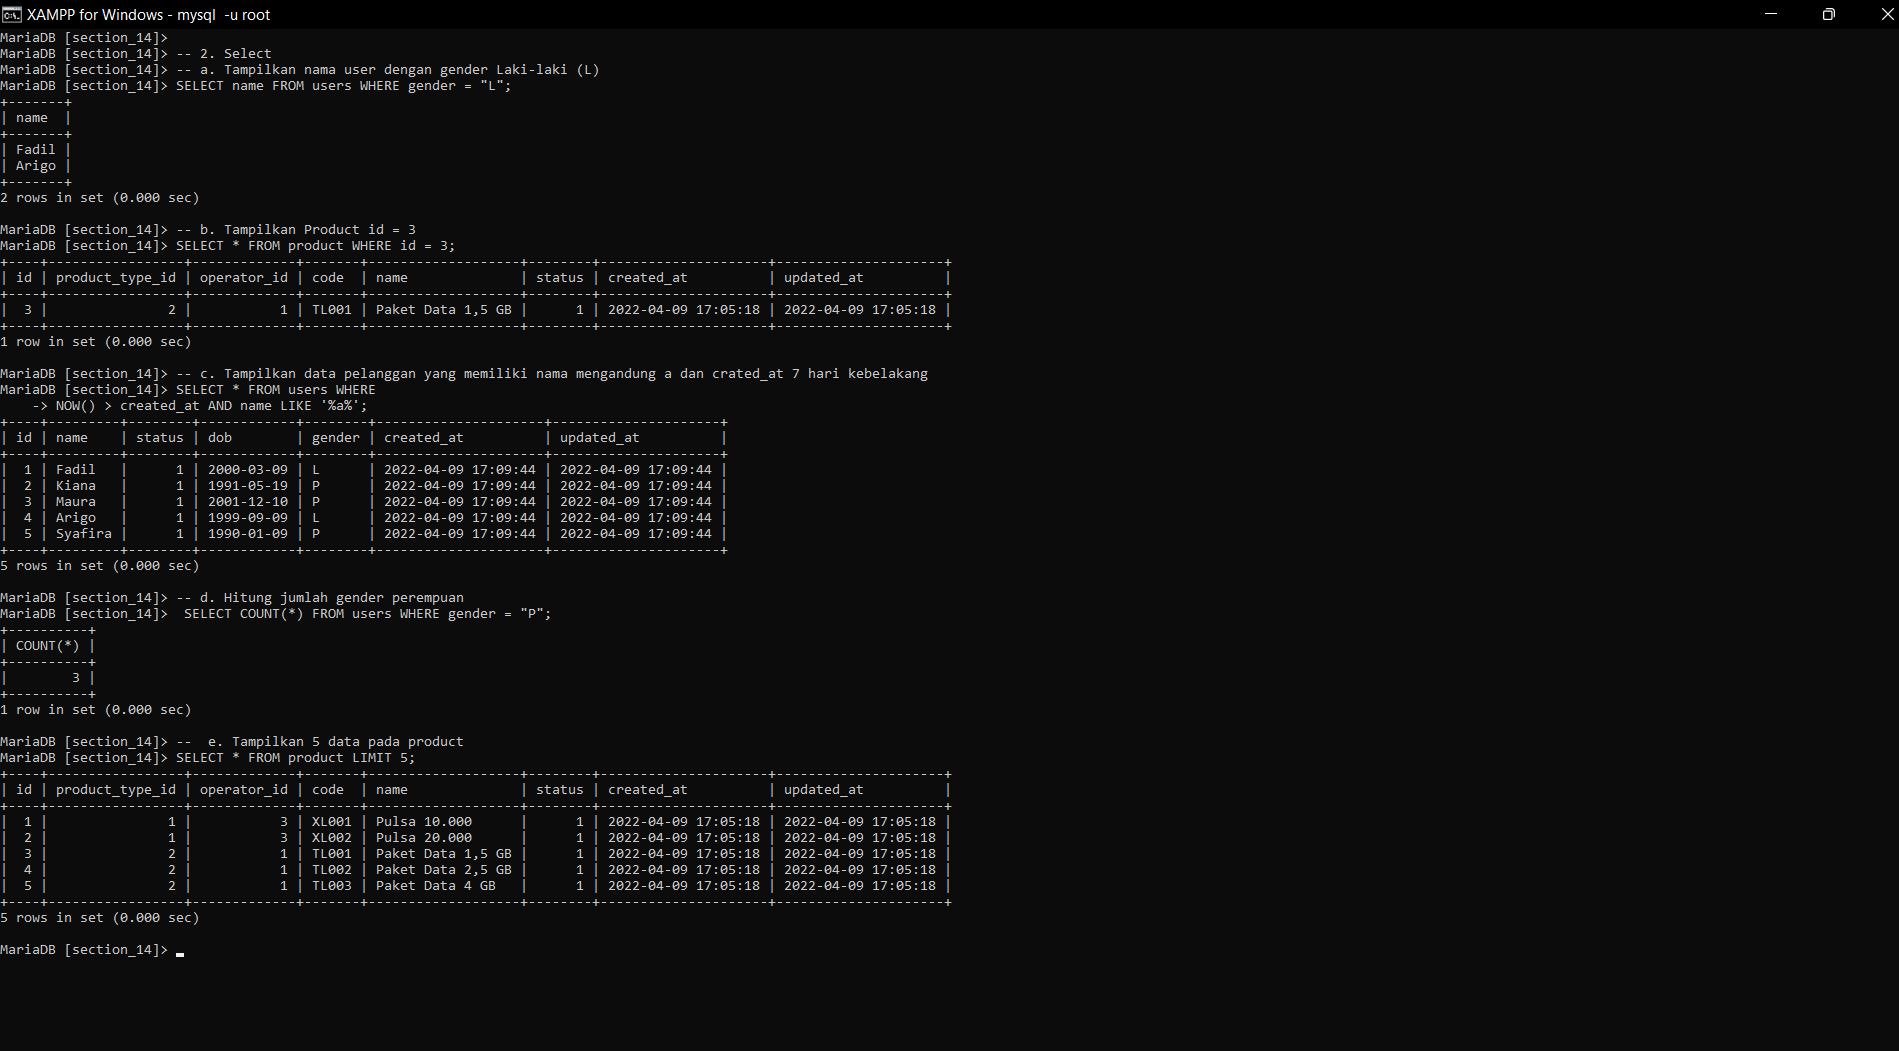 XAMPP for Windows - mysql  -u root
MariaDB [section_14]>
MariaDB [section_14]> -- 2. Select
MariaDB [section_14]> -- a. Tampilkan nama user dengan gender Laki-laki (L)
MariaDB [section_14]> SELECT name FROM users WHERE gender = "L";
+-------+
| name  |
+-------+
| Fadil |
| Arigo |
+-------+
2 rows in set (0.000 sec)

MariaDB [section_14]> -- b. Tampilkan Product id = 3
MariaDB [section_14]> SELECT * FROM product WHERE id = 3;
+----+-----------------+-------------+-------+-------------------+--------+---------------------+---------------------+
| id | product_type_id | operator_id | code  | name              | status | created_at          | updated_at          |
+----+-----------------+-------------+-------+-------------------+--------+---------------------+---------------------+
|  3 |               2 |           1 | TL001 | Paket Data 1,5 GB |      1 | 2022-04-09 17:05:18 | 2022-04-09 17:05:18 |
+----+-----------------+-------------+-------+-------------------+--------+---------------------+---------------------+
1 row in set (0.000 sec)

MariaDB [section_14]> -- c. Tampilkan data pelanggan yang memiliki nama mengandung a dan crated_at 7 hari kebelakang
MariaDB [section_14]> SELECT * FROM users WHERE
    -> NOW() > created_at AND name LIKE '%a%';
+----+---------+--------+------------+--------+---------------------+---------------------+
| id | name    | status | dob        | gender | created_at          | updated_at          |
+----+---------+--------+------------+--------+---------------------+---------------------+
|  1 | Fadil   |      1 | 2000-03-09 | L      | 2022-04-09 17:09:44 | 2022-04-09 17:09:44 |
|  2 | Kiana   |      1 | 1991-05-19 | P      | 2022-04-09 17:09:44 | 2022-04-09 17:09:44 |
|  3 | Maura   |      1 | 2001-12-10 | P      | 2022-04-09 17:09:44 | 2022-04-09 17:09:44 |
|  4 | Arigo   |      1 | 1999-09-09 | L      | 2022-04-09 17:09:44 | 2022-04-09 17:09:44 |
|  5 | Syafira |      1 | 1990-01-09 | P      | 2022-04-09 17:09:44 | 2022-04-09 17:09:44 |
+----+---------+--------+------------+--------+---------------------+---------------------+
5 rows in set (0.000 sec)

MariaDB [section_14]> -- d. Hitung jumlah gender perempuan
MariaDB [section_14]>  SELECT COUNT(*) FROM users WHERE gender = "P";
+----------+
| COUNT(*) |
+----------+
|        3 |
+----------+
1 row in set (0.000 sec)

MariaDB [section_14]> --  e. Tampilkan 5 data pada product
MariaDB [section_14]> SELECT * FROM product LIMIT 5;
+----+-----------------+-------------+-------+-------------------+--------+---------------------+---------------------+
| id | product_type_id | operator_id | code  | name              | status | created_at          | updated_at          |
+----+-----------------+-------------+-------+-------------------+--------+---------------------+---------------------+
|  1 |               1 |           3 | XL001 | Pulsa 10.000      |      1 | 2022-04-09 17:05:18 | 2022-04-09 17:05:18 |
|  2 |               1 |           3 | XL002 | Pulsa 20.000      |      1 | 2022-04-09 17:05:18 | 2022-04-09 17:05:18 |
|  3 |               2 |           1 | TL001 | Paket Data 1,5 GB |      1 | 2022-04-09 17:05:18 | 2022-04-09 17:05:18 |
|  4 |               2 |           1 | TL002 | Paket Data 2,5 GB |      1 | 2022-04-09 17:05:18 | 2022-04-09 17:05:18 |
|  5 |               2 |           1 | TL003 | Paket Data 4 GB   |      1 | 2022-04-09 17:05:18 | 2022-04-09 17:05:18 |
+----+-----------------+-------------+-------+-------------------+--------+---------------------+---------------------+
5 rows in set (0.000 sec)

MariaDB [section_14]>